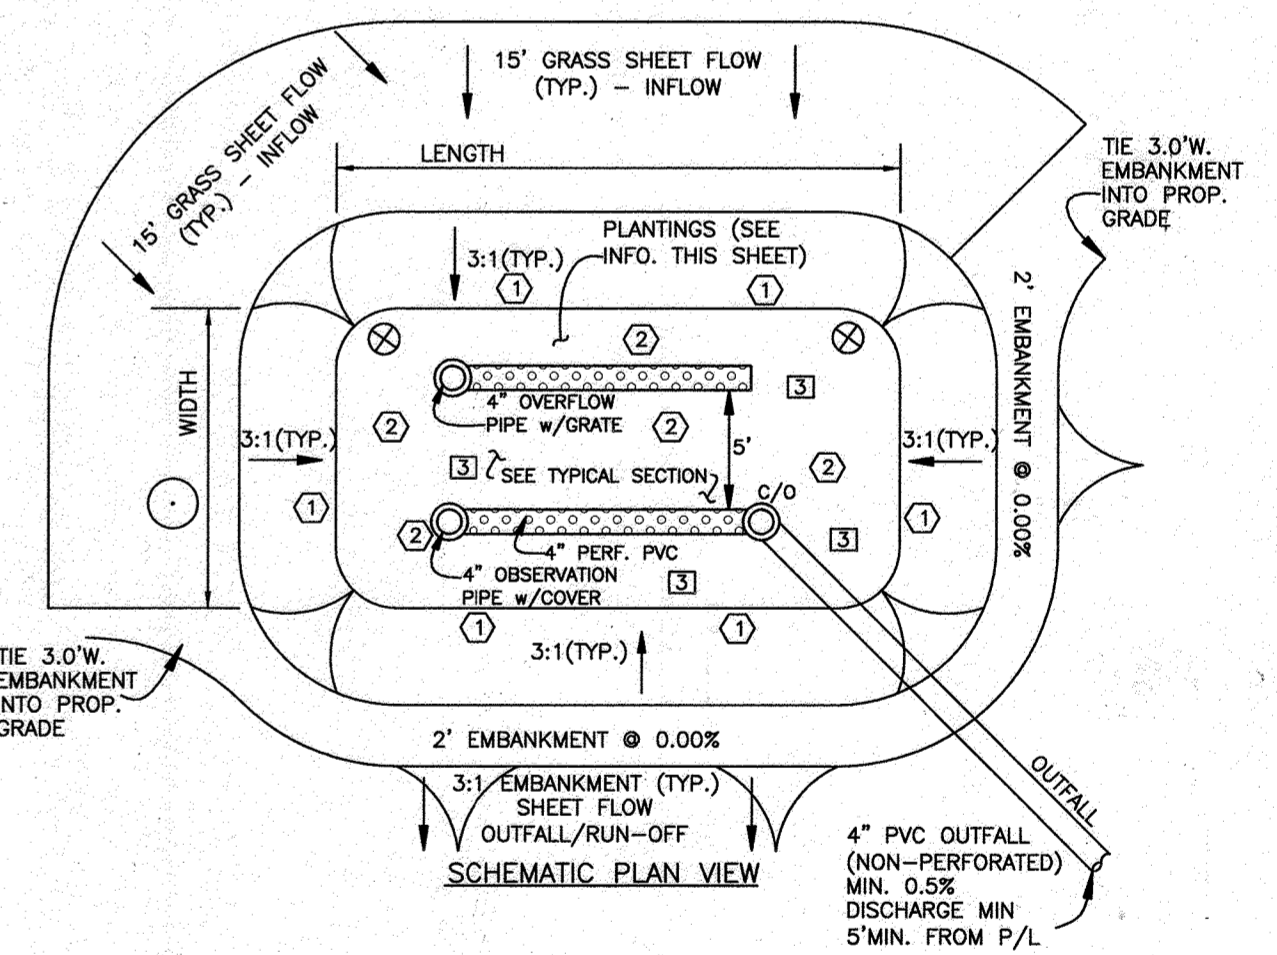 15' GRASS SHEET FLOW
(TYP.) – INFLOW
15' GRASS SHEET FLOW
(TYP.) – INFLOW
LENGTH
TIE 3.0'W.
EMBANKMENT
INTO PROP.
GRADE
PLANTINGS (SEE
INFO. THIS SHEET)
3:1(TYP.)
1
1
2
2' EMBANKMENT @ 0.00%
WIDTH
3
4" OVERFLOW
PIPE w/GRATE
2
2
5'
3:1(TYP.)
3:1(TYP.)
3
SEE TYPICAL SECTION
2
C/O
1
1
2
4" PERF. PVC
3
4" OBSERVATION
PIPE w/COVER
3
1
1
3:1(TYP.)
TIE 3.0'W.
EMBANKMENT
INTO PROP.
GRADE
2' EMBANKMENT @ 0.00%
3:1 EMBANKMENT (TYP.)
SHEET FLOW
OUTFALL/RUN–OFF
OUTFALL
4" PVC OUTFALL
(NON–PERFORATED)
MIN. 0.5%
DISCHARGE MIN
5'MIN. FROM P/L
SCHEMATIC PLAN VIEW